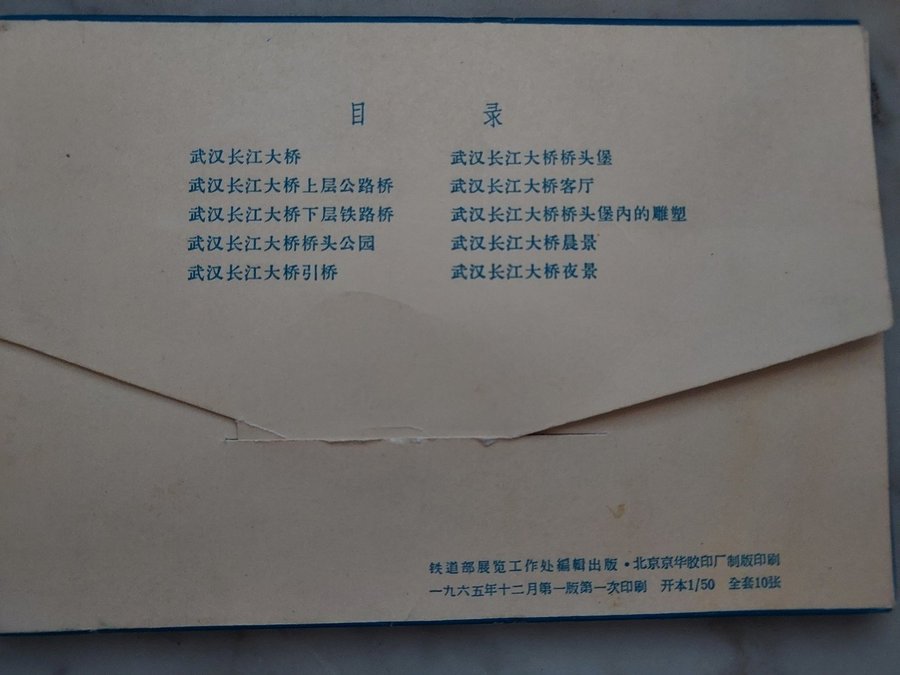 目 录
武汉长江大桥
武汉长江大桥上层公路桥
武汉长江大桥下层铁路桥
武汉长江大桥桥头公园
武汉长江大桥引桥
武汉长江大桥桥头堡
武汉长江大桥客厅
武汉长江大桥桥头堡内的雕塑
武汉长江大桥晨景
武汉长江大桥夜景
铁道部展览工作处编辑出版·北京京华胶印厂制版印刷
一九六五年十二月第一版第一次印刷 开本1/50 全套10张